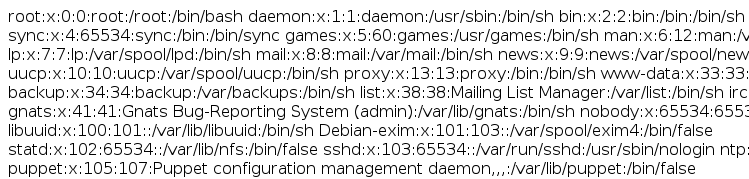 root:x:0:0:root:/root:/bin/bash daemon:x:1:1:daemon:/usr/sbin:/bin/sh bin:x:2:2:bin:/bin:/bin/sh
sync:x:4:65534:sync:/bin:/bin/sync games:x:5:60:games:/usr/games:/bin/sh man:x:6:12:man:/v
lp:x:7:7:lp:/var/spool/lpd:/bin/sh mail:x:8:8:mail:/var/mail:/bin/sh news:x:9:9:news:/var/spool/new
uucp:x:10:10:uucp:/var/spool/uucp:/bin/sh proxy:x:13:13:proxy:/bin:/bin/sh www-data:x:33:33:
backup:x:34:34:backup:/var/backups:/bin/sh list:x:38:38:Mailing List Manager:/var/list:/bin/sh irc
gnats:x:41:41:Gnats Bug-Reporting System (admin):/var/lib/gnats:/bin/sh nobody:x:65534:6553
libuuid:x:100:101::/var/lib/libuuid:/bin/sh Debian-exim:x:101:103::/var/spool/exim4:/bin/false
statd:x:102:65534::/var/lib/nfs:/bin/false sshd:x:103:65534::/var/run/sshd:/usr/sbin/nologin ntp:
puppet:x:105:107:Puppet configuration management daemon,,,:/var/lib/puppet:/bin/false